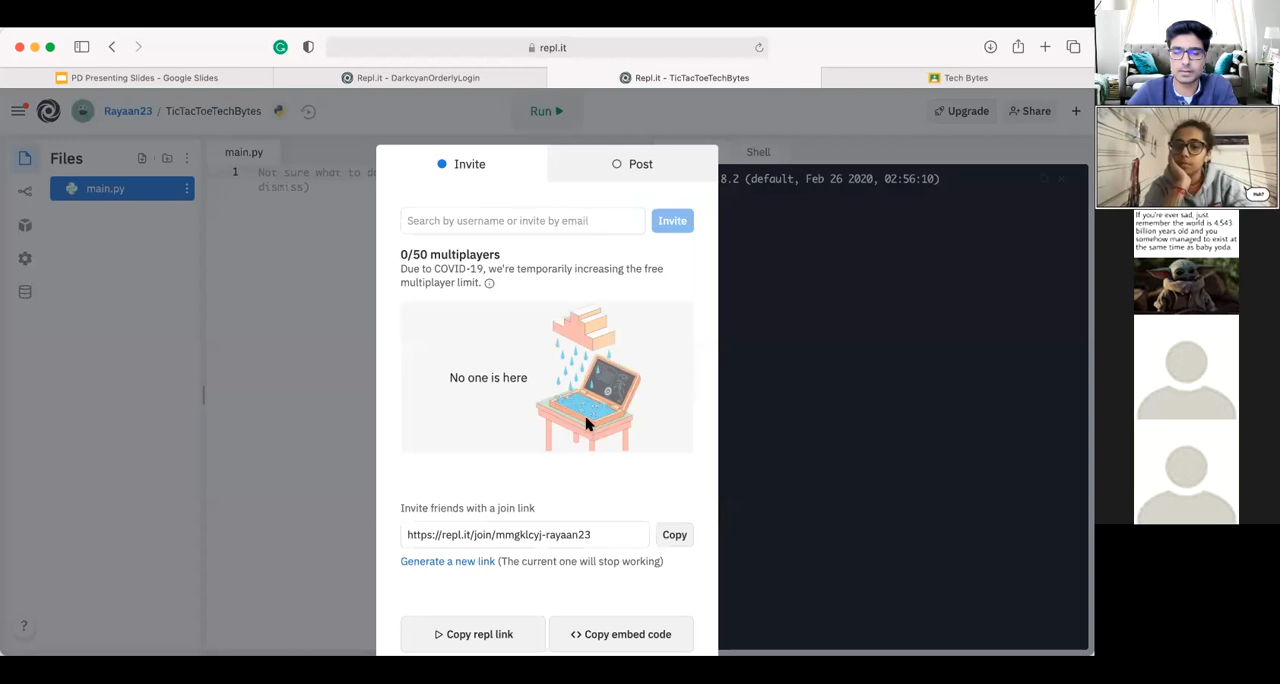 repl.it
PD Presenting Slides - Google Slides
Repl.it - DarkcyanOrderlyLogin
Repl.it - TicTacToeTechBytes
Tech Bytes
Rayaan23 / TicTacToeTechBytes
Run
Upgrade
Share
Files
main.py
main.py
1 Not sure what to do
dismiss)
Shell
8.2 (default, Feb 26 2020, 02:56:10)
Invite
Post
Search by username or invite by email
Invite
0/50 multiplayers
Due to COVID-19, we're temporarily increasing the free
multiplayer limit.
No one is here
Invite friends with a join link
https://repl.it/join/mmgklcyj-rayaan23
Copy
Generate a new link (The current one will stop working)
Copy repl link
<> Copy embed code
?
If you're ever sad, just
remember the world is 4.543
billion years old and you
somehow managed to exist at
the same time as baby yoda.